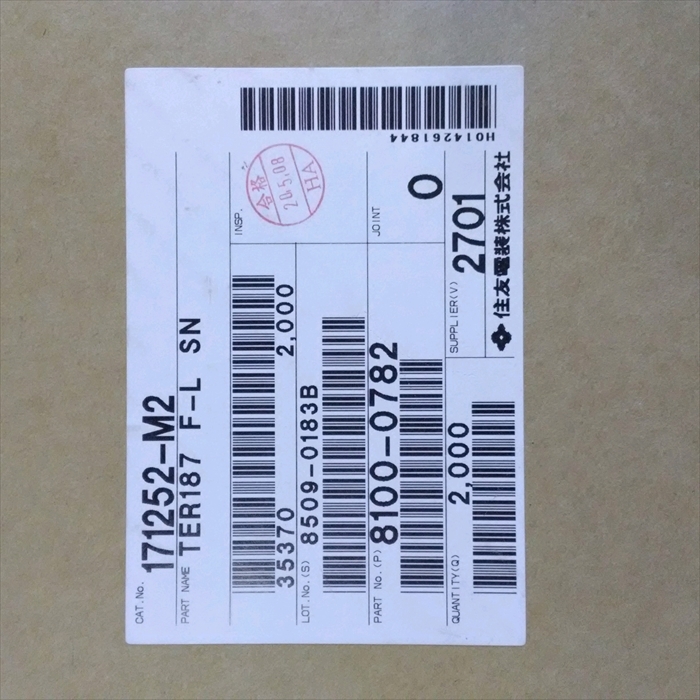 CAT.No. 171252-M2
PART NAME TER187 F-L SN
INSP.
合格
20.5.08
HA
35370 2,000
LOT.No.(S) 8509-0183B
JOINT 0
PART No.(P) 8100-0782
QUANTITY(Q) 2,000
SUPPLIER(V) 2701
住友電装株式会社
H014261844